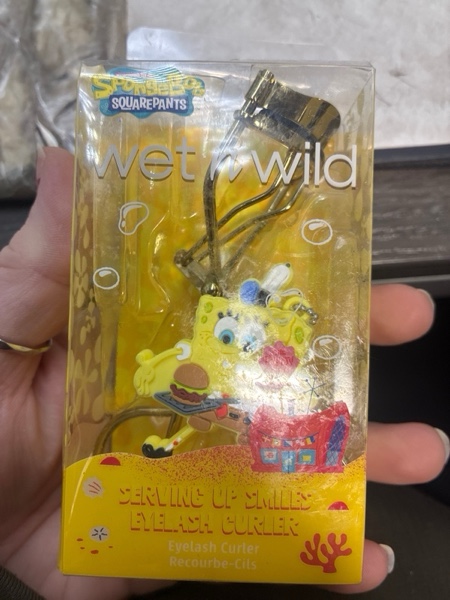 SPONGEBOB
SQUAREPANTS
wet n wild
SERVING UP SMILES
EYELASH CURLER
Eyelash Curler
Recourbe-Cils